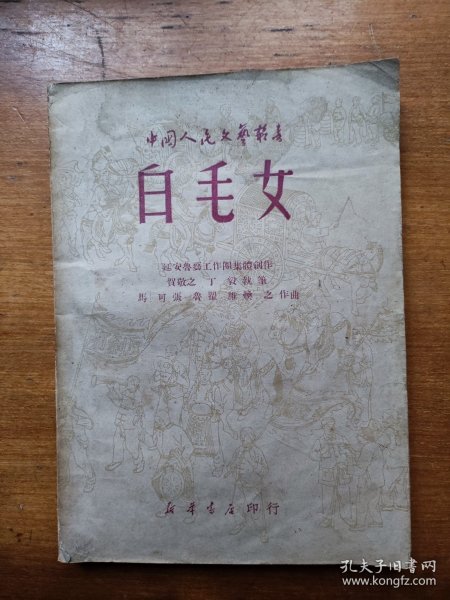 中国人民文藝叢書
白毛女
延安魯藝工作團集體創作
賀敬之 丁毅執筆
馬可 張魯 瞿維 煥之 作曲
新華書店印行
孔夫子旧书网
www.kongfz.com